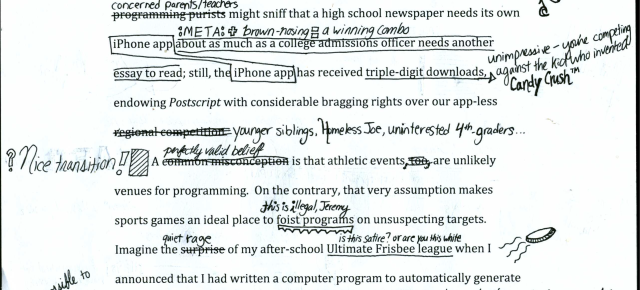 concerned parents/teachers
programming purists might sniff that a high school newspaper needs its own
:META: & brown-nosing = a winning combo
iPhone app about as much as a college admissions officer needs another
unimpressive - you're competing
against the kid who invented
Candy Crush™
essay to read; still, the iPhone app has received triple-digit downloads,
endowing Postscript with considerable bragging rights over our app-less
regional competition. younger siblings, Homeless Joe, uninterested 4th-graders...
perfectly valid belief
? Nice transition! A common misconception is that athletic events, too, are unlikely
venues for programming. On the contrary, that very assumption makes
this is illegal, Jeremy
sports games an ideal place to foist programs on unsuspecting targets.
quiet rage is this satire? or are you this white
Imagine the surprise of my after-school Ultimate Frisbee league when I
announced that I had written a computer program to automatically generate